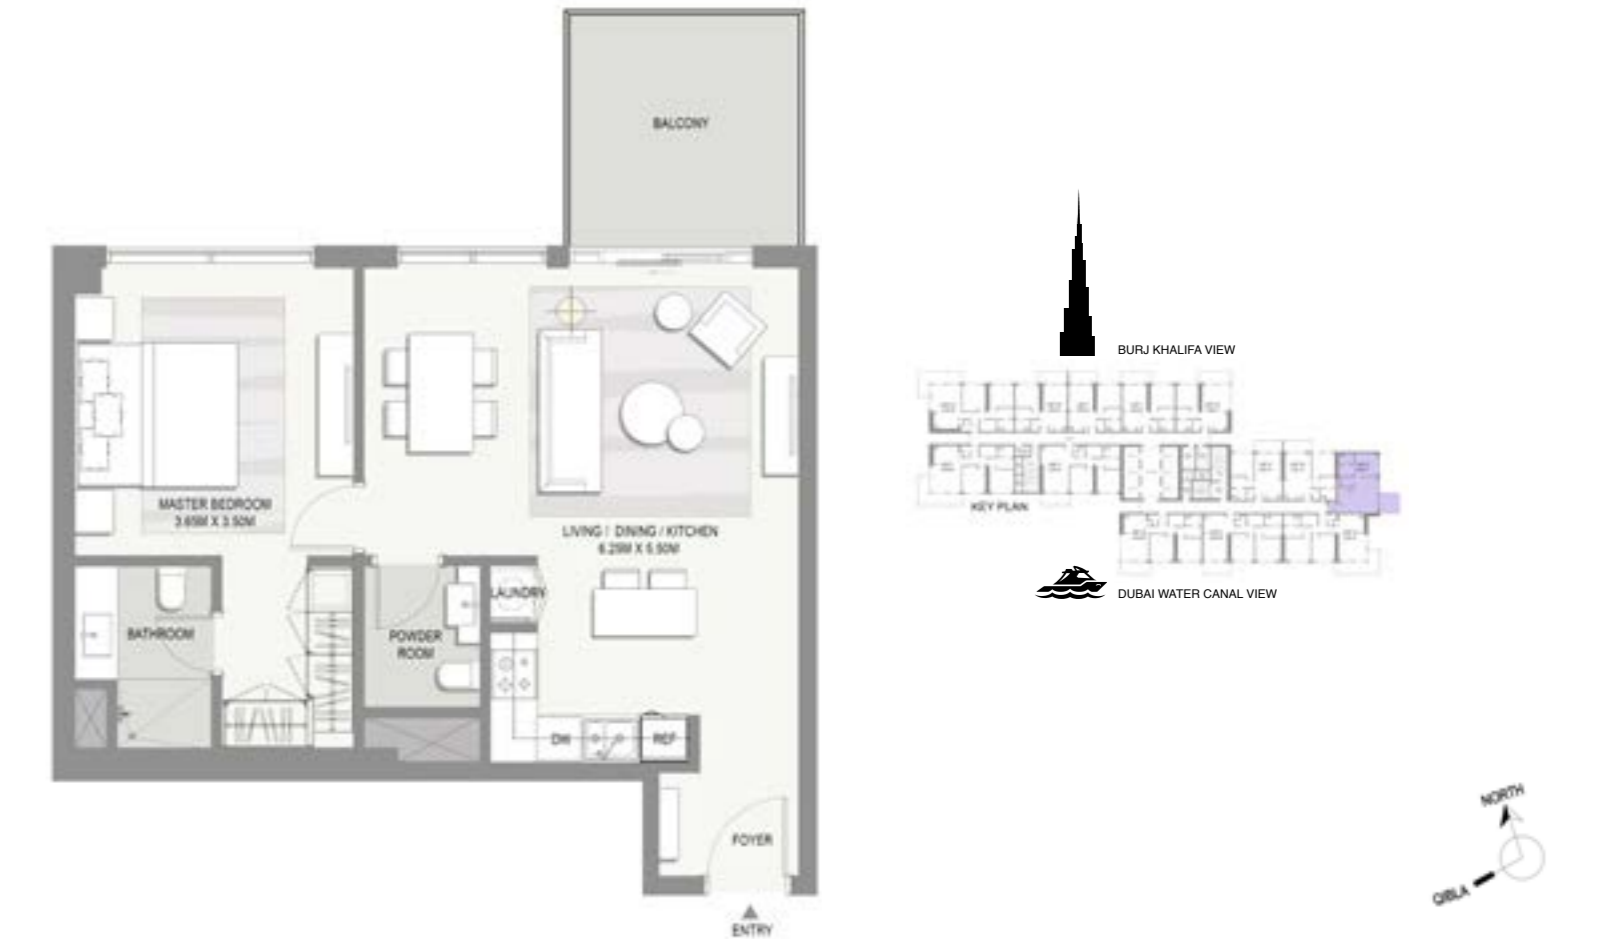 BALCONY
BURJ KHALIFA VIEW
MASTER BEDROOM
3.65M X 3.50M
LIVING / DINING / KITCHEN
6.25M X 5.50M
KEY PLAN
DUBAI WATER CANAL VIEW
LAUNDRY
BATHROOM
POWDER
ROOM
DW
REF
FOYER
ENTRY
NORTH
QIBLA